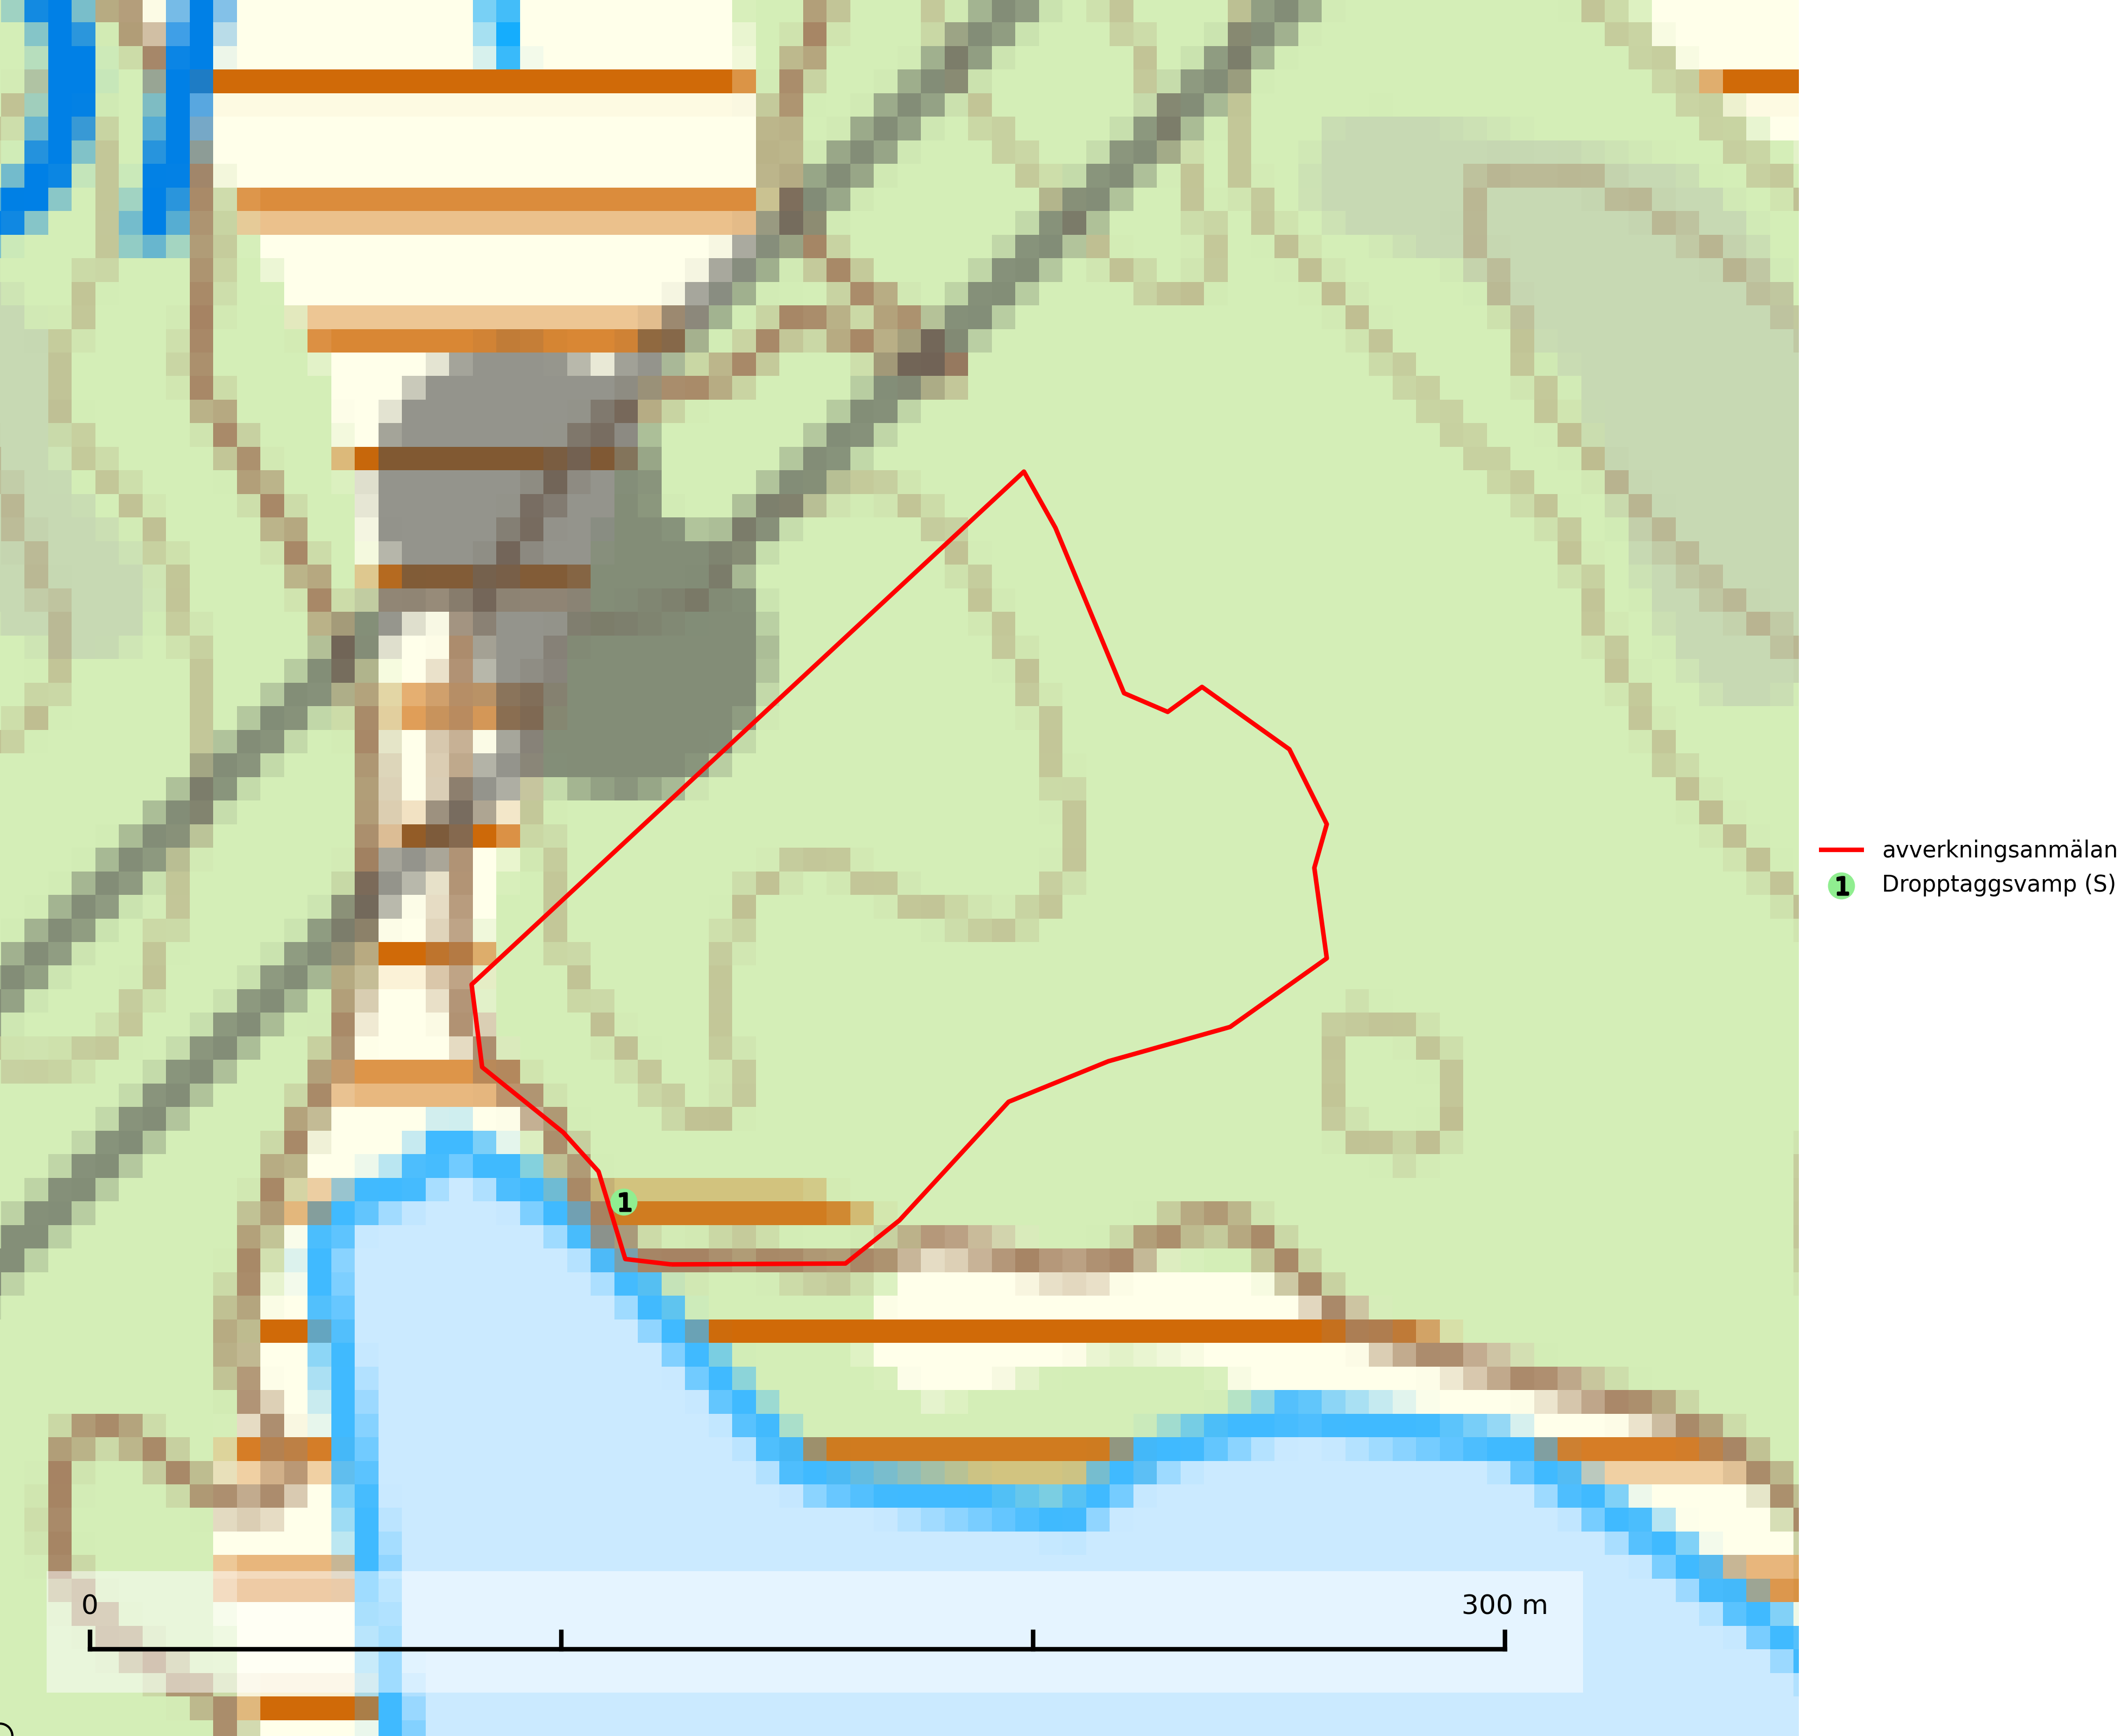 avverkningsanmälan
1 Dropptaggsvamp (S)
1
0 300 m